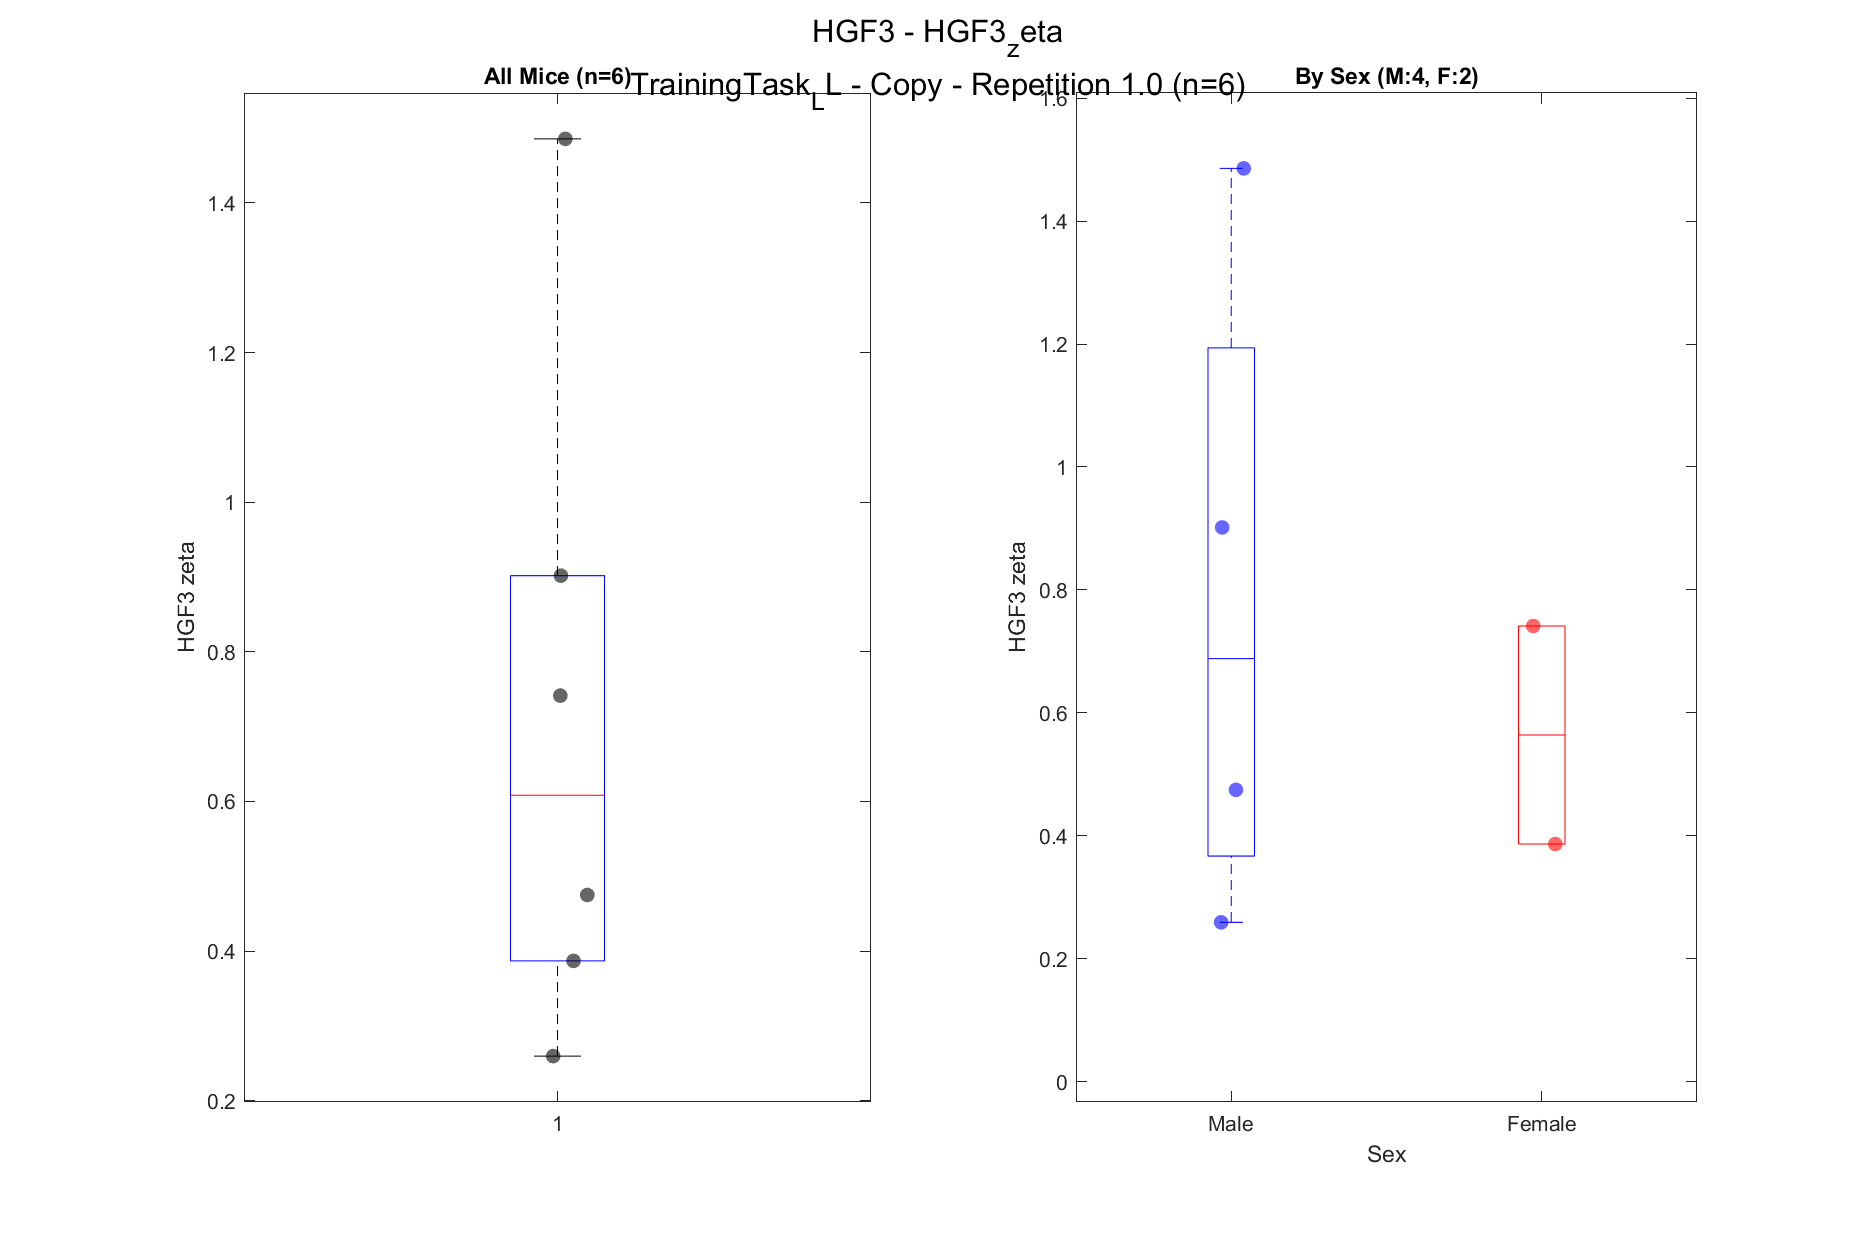 HGF3 - HGF3_zeta
TrainingTask_LL - Copy - Repetition 1.0 (n=6)
All Mice (n=6)
HGF3 zeta
1.4
1.2
1
0.8
0.6
0.4
0.2
1
By Sex (M:4, F:2)
HGF3 zeta
1.6
1.4
1.2
1
0.8
0.6
0.4
0.2
0
Male Female
Sex